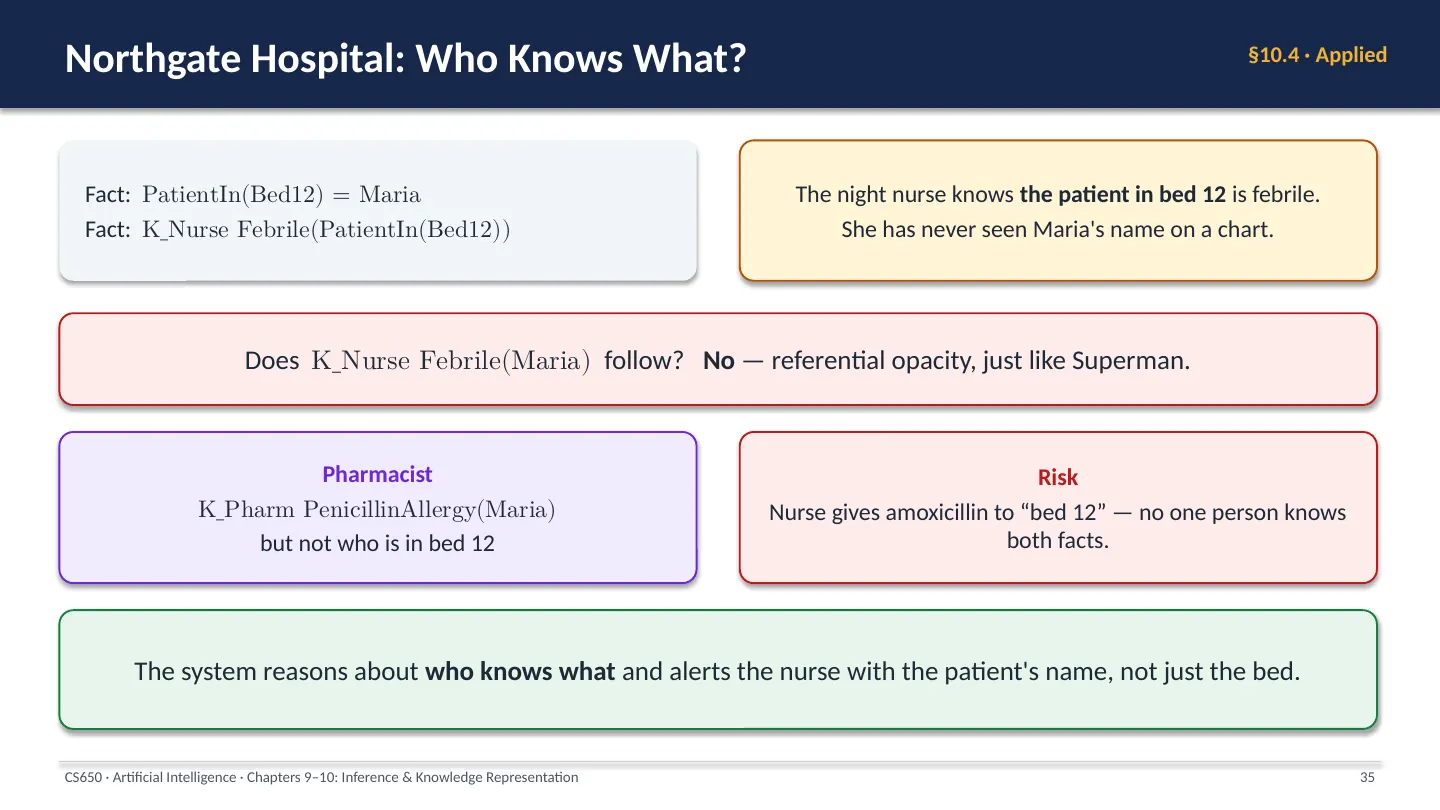 Northgate Hospital: Who Knows What?
§10.4 · Applied
Fact: PatientIn(Bed12) = Maria
Fact: K_Nurse Febrile(PatientIn(Bed12))
The night nurse knows the patient in bed 12 is febrile.
She has never seen Maria's name on a chart.
Does K_Nurse Febrile(Maria) follow? No — referential opacity, just like Superman.
Pharmacist
K_Pharm PenicillinAllergy(Maria)
but not who is in bed 12
Risk
Nurse gives amoxicillin to “bed 12” — no one person knows
both facts.
The system reasons about who knows what and alerts the nurse with the patient's name, not just the bed.
CS650 · Artificial Intelligence · Chapters 9–10: Inference & Knowledge Representation
35